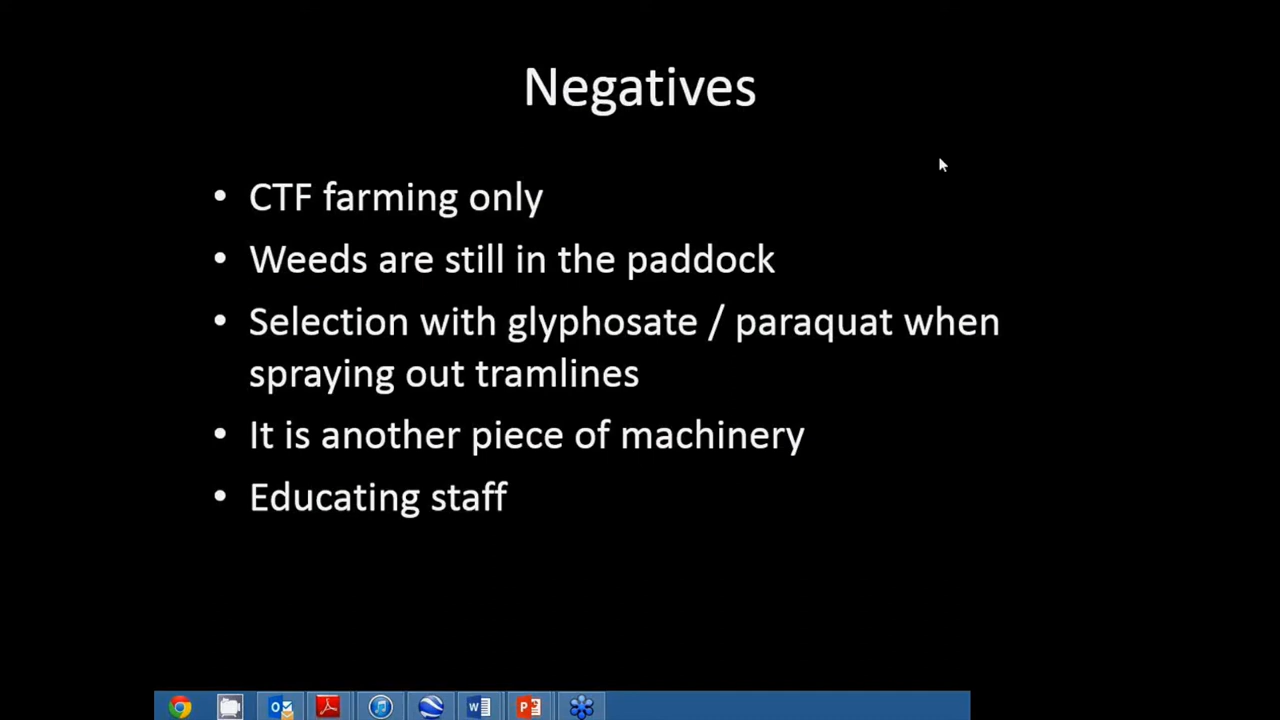 Negatives
• CTF farming only
• Weeds are still in the paddock
• Selection with glyphosate / paraquat when
spraying out tramlines
• It is another piece of machinery
• Educating staff